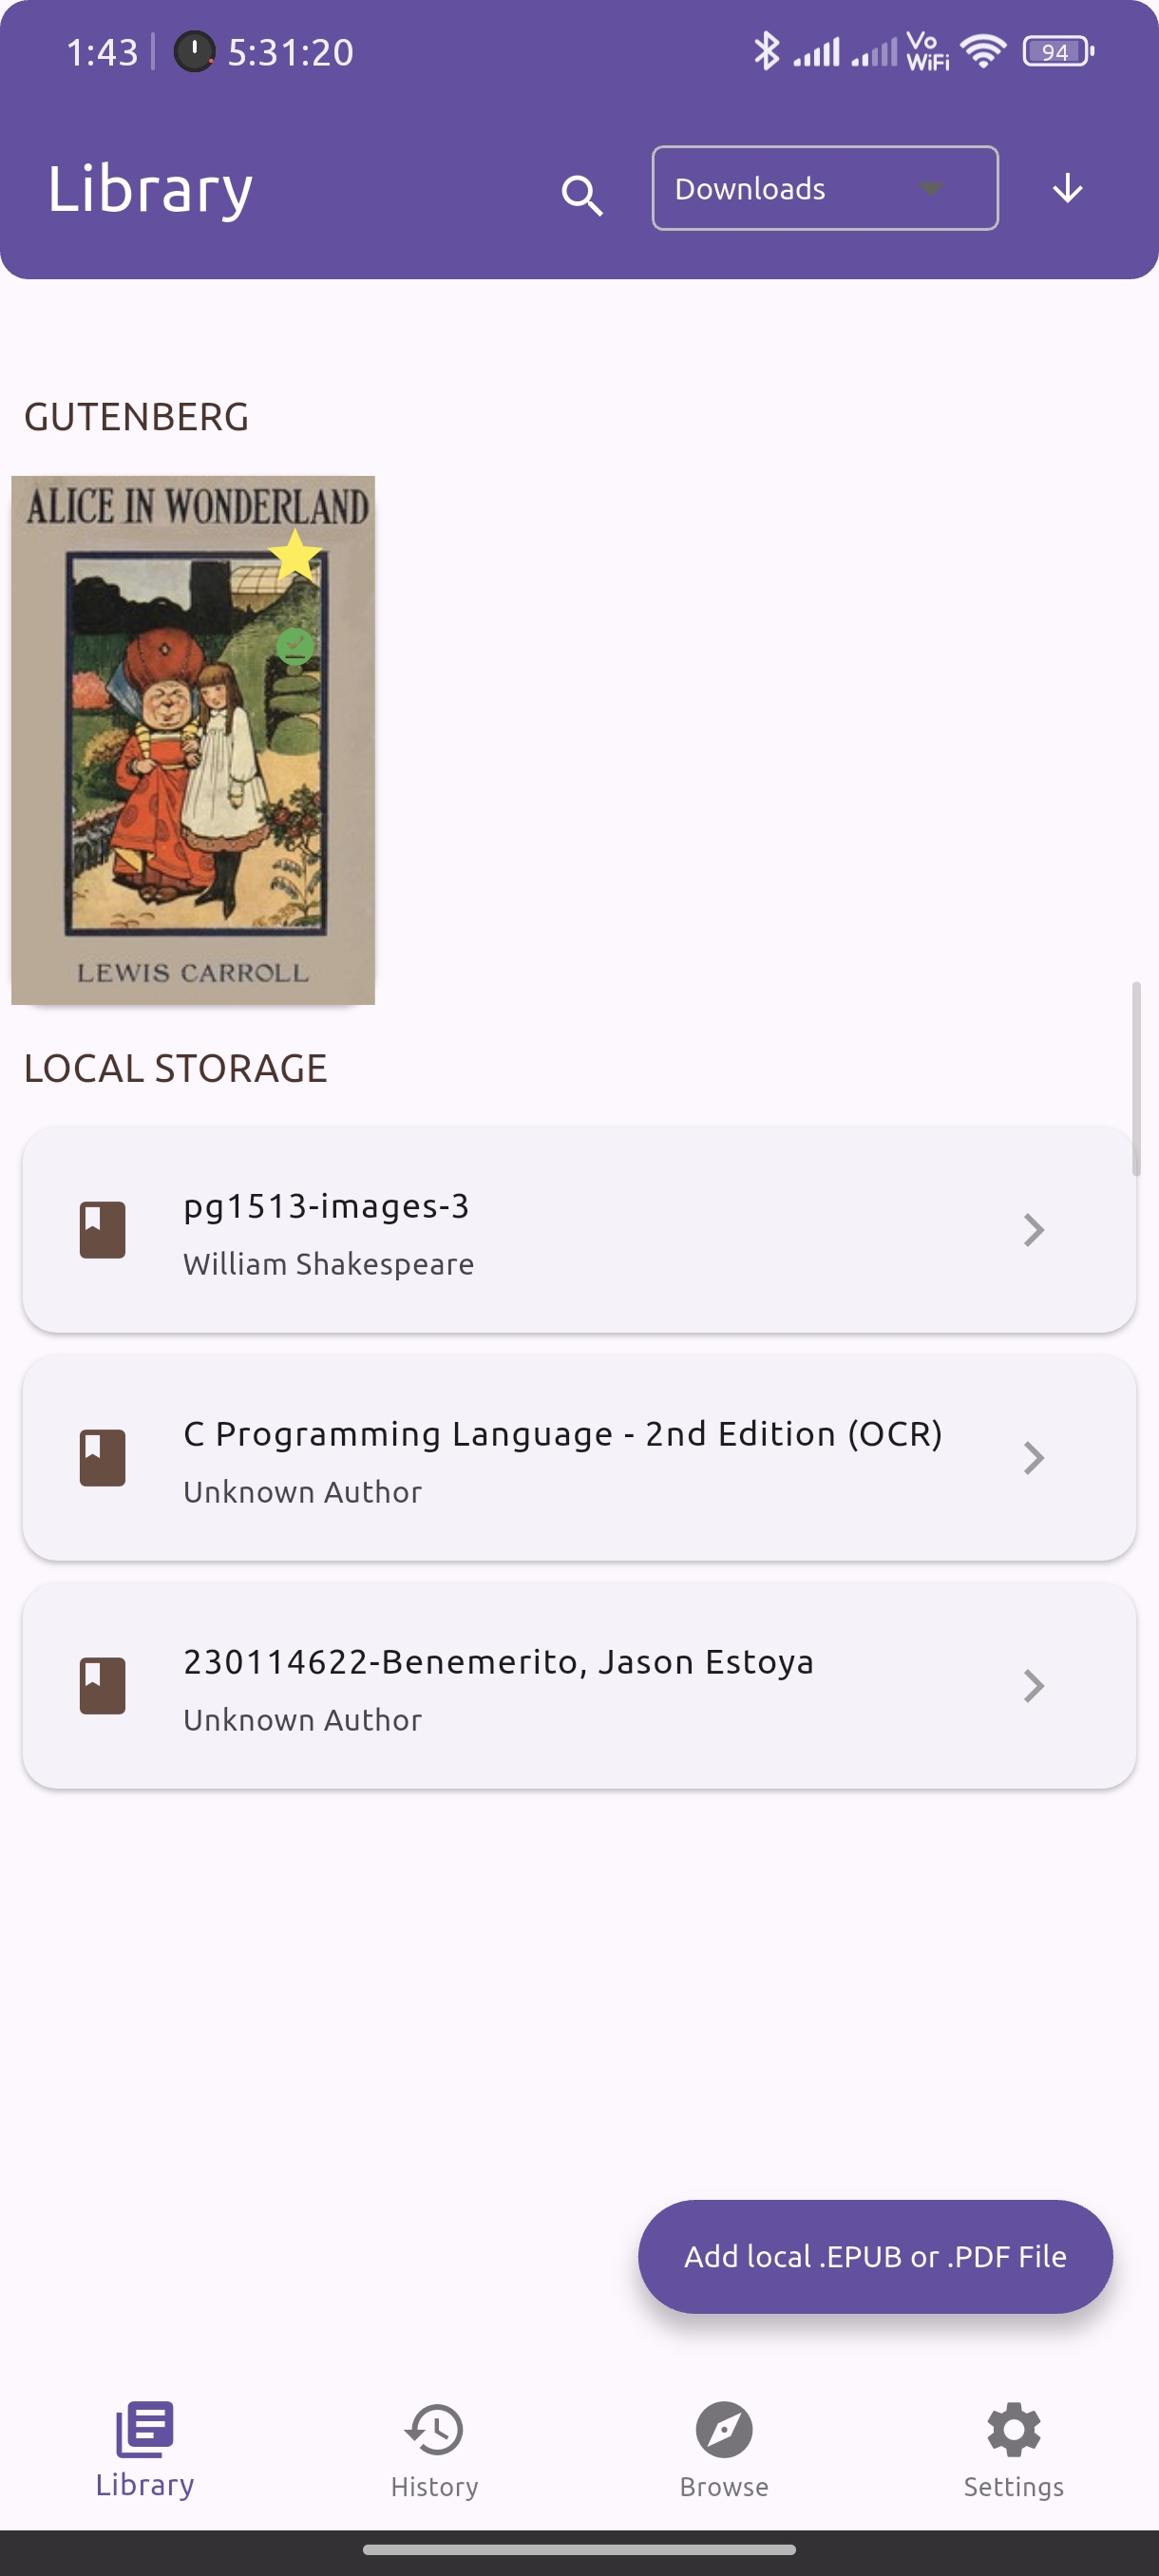 1:43 5:31:20 Vo WiFi 94
Library Downloads
GUTENBERG
ALICE IN WONDERLAND
LEWIS CARROLL
LOCAL STORAGE
pg1513-images-3
William Shakespeare
C Programming Language - 2nd Edition (OCR)
Unknown Author
230114622-Benemerito, Jason Estoya
Unknown Author
Add local .EPUB or .PDF File
Library History Browse Settings